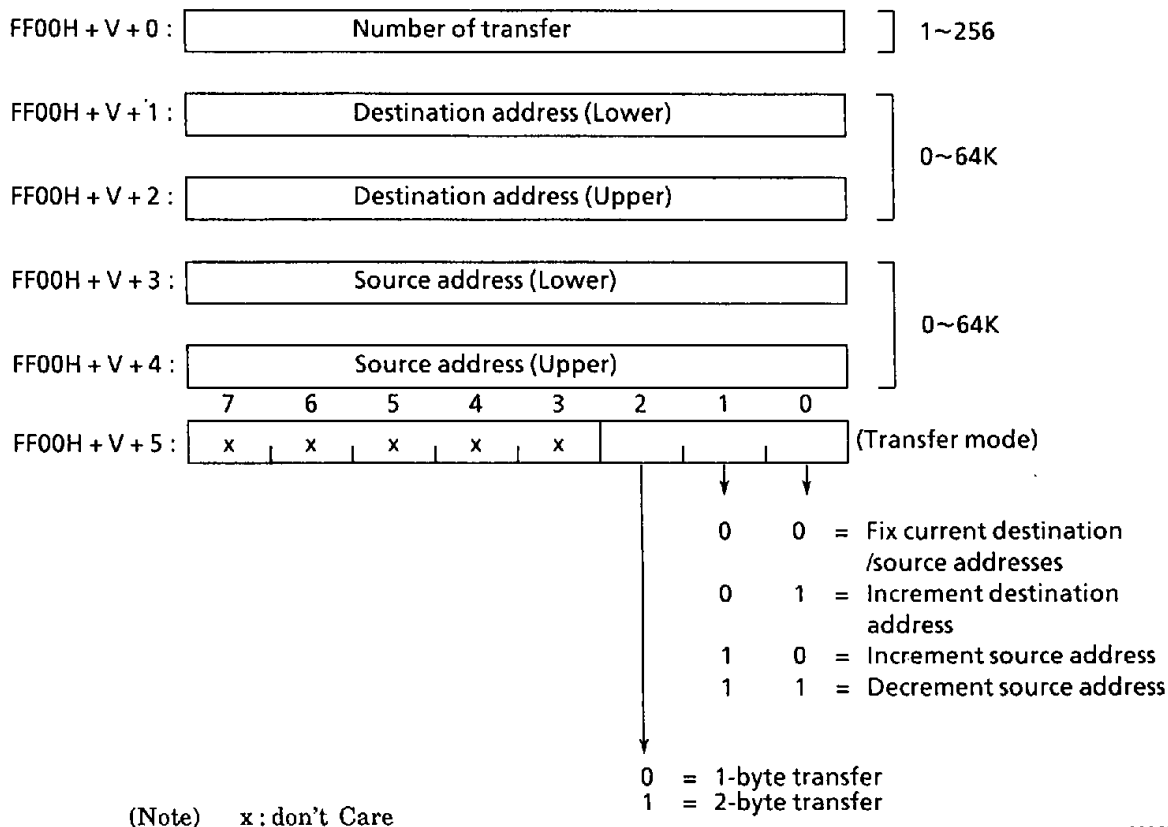 FF00H + V + 0 : Number of transfer 1~256
FF00H + V + 1 : Destination address (Lower)
0~64K
FF00H + V + 2 : Destination address (Upper)
FF00H + V + 3 : Source address (Lower)
0~64K
FF00H + V + 4 : Source address (Upper)
7 6 5 4 3 2 1 0
FF00H + V + 5 : x x x x x (Transfer mode)
0 0 = Fix current destination
/source addresses
0 1 = Increment destination
address
1 0 = Increment source address
1 1 = Decrement source address
0 = 1-byte transfer
1 = 2-byte transfer
(Note) x : don't Care